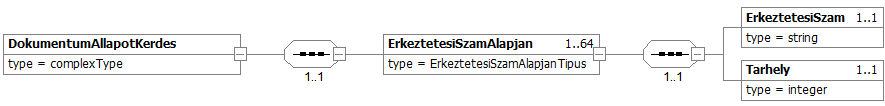 DokumentumAllapotKerdes
type = complexType
1..1
ErkeztetesiSzamAlapjan 1..64
type = ErkeztetesiSzamAlapjanTipus
1..1
ErkeztetesiSzam 1..1
type = string
Tarhely 1..1
type = integer